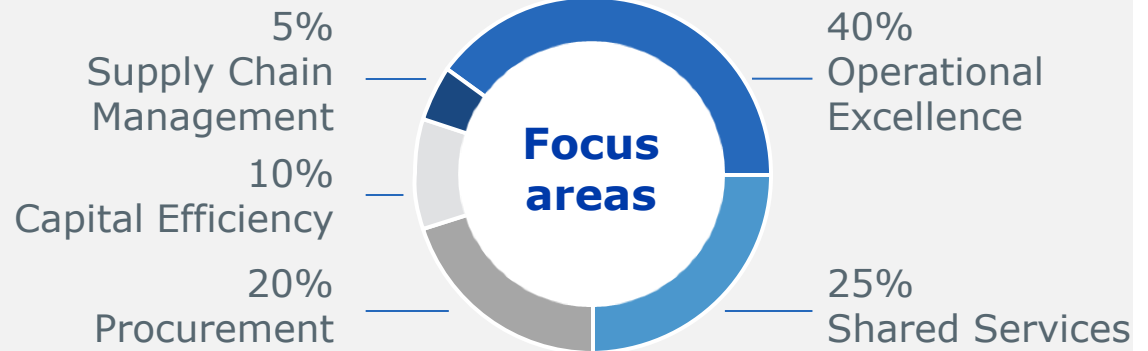 5%
Supply Chain
Management
10%
Capital Efficiency
20%
Procurement
Focus
areas
40%
Operational
Excellence
25%
Shared Services